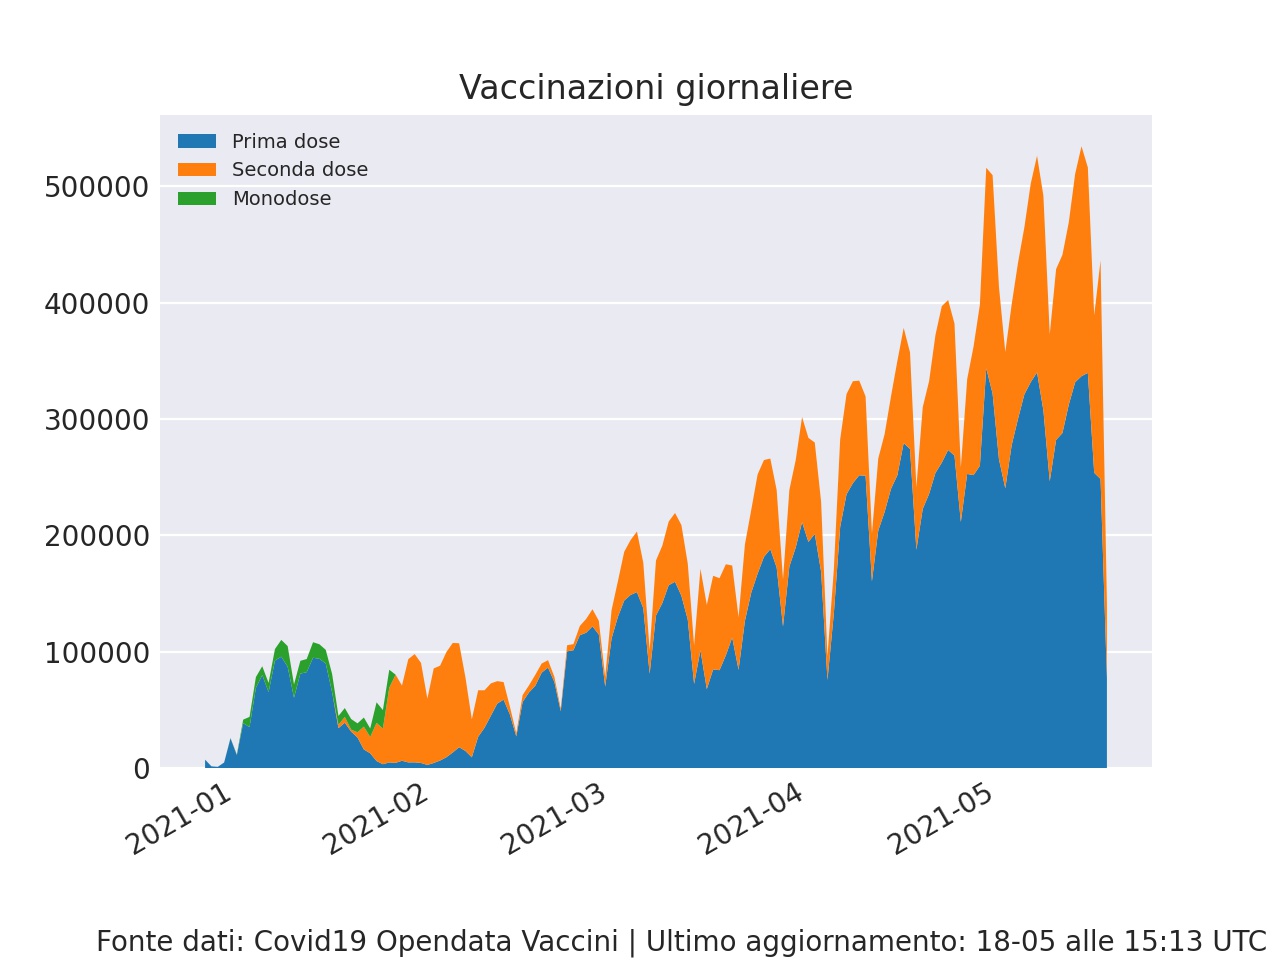 Vaccinazioni giornaliere
Prima dose
Seconda dose
Monodose
500000
400000
300000
200000
100000
0
2021-01
2021-02
2021-03
2021-04
2021-05
Fonte dati: Covid19 Opendata Vaccini | Ultimo aggiornamento: 18-05 alle 15:13 UTC